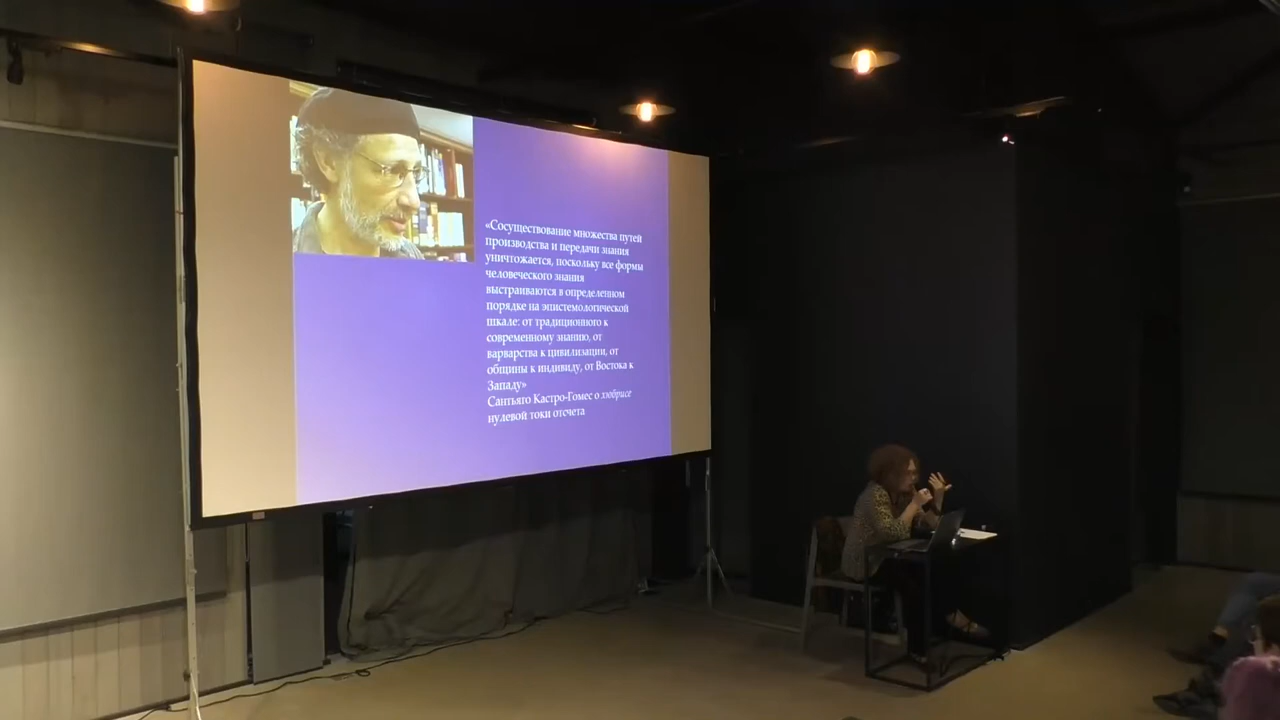 «Сосуществование множества путей
производства и передачи знания
уничтожается, поскольку все формы
человеческого знания
выстраиваются в определенном
порядке на эпистемологической
шкале: от традиционного к
современному знанию, от
варварства к цивилизации, от
общины к индивиду, от Востока к
Западу»
Сантьяго Кастро-Гомес о хюбрисе
нулевой токи отсчета